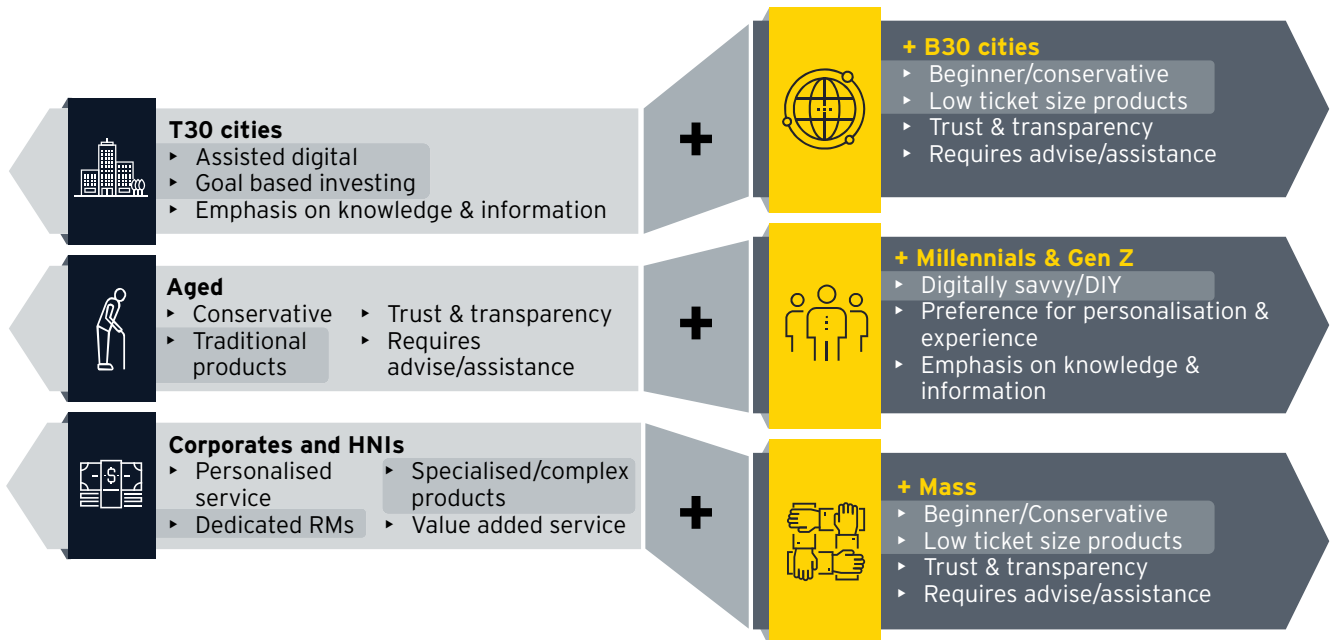 T30 cities
‣ Assisted digital
‣ Goal based investing
‣ Emphasis on knowledge & information
+
+ B30 cities
‣ Beginner/conservative
‣ Low ticket size products
‣ Trust & transparency
‣ Requires advise/assistance
Aged
‣ Conservative
‣ Traditional
products
‣ Trust & transparency
‣ Requires
advise/assistance
+
+ Millennials & Gen Z
‣ Digitally savvy/DIY
‣ Preference for personalisation &
experience
‣ Emphasis on knowledge &
information
Corporates and HNIs
‣ Personalised
service
‣ Dedicated RMs
‣ Specialised/complex
products
‣ Value added service
$
+
+ Mass
‣ Beginner/Conservative
‣ Low ticket size products
‣ Trust & transparency
‣ Requires advise/assistance